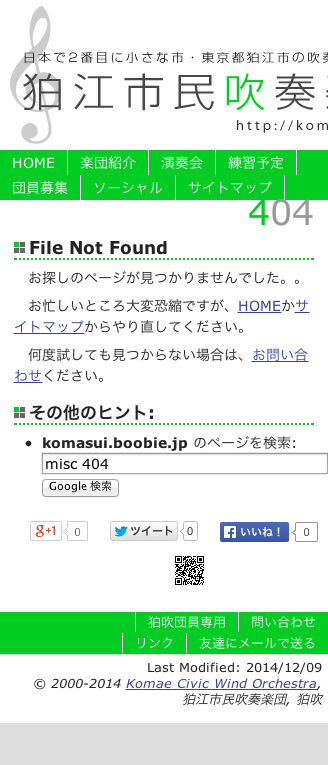 日本で２番目に小さな市・東京都狛江市の吹奏
狛江市民吹奏
http://kom
HOME 楽団紹介 演奏会 練習予定
団員募集 ソーシャル サイトマップ
404
File Not Found
お探しのページが見つかりませんでした。。
お忙しいところ大変恐縮ですが、HOMEかサ
イトマップからやり直してください。
何度試しても見つからない場合は、お問い合
わせください。
その他のヒント:
• komasui.boobie.jp のページを検索:
misc 404
Google 検索
g+1 0 ツイート 0 いいね！ 0
狛吹団員専用 問い合わせ
リンク 友達にメールで送る
Last Modified: 2014/12/09
© 2000-2014 Komae Civic Wind Orchestra,
狛江市民吹奏楽団, 狛吹